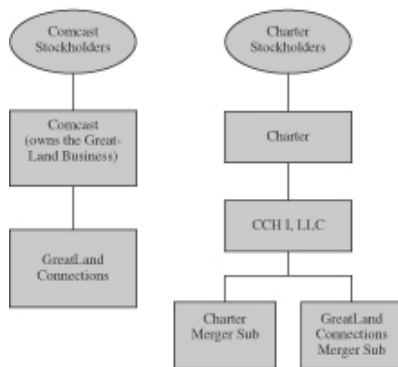 Comcast
Stockholders
Comcast
(owns the Great-
Land Business)
GreatLand
Connections
Charter
Stockholders
Charter
CCH I, LLC
Charter
Merger Sub
GreatLand
Connections
Merger Sub